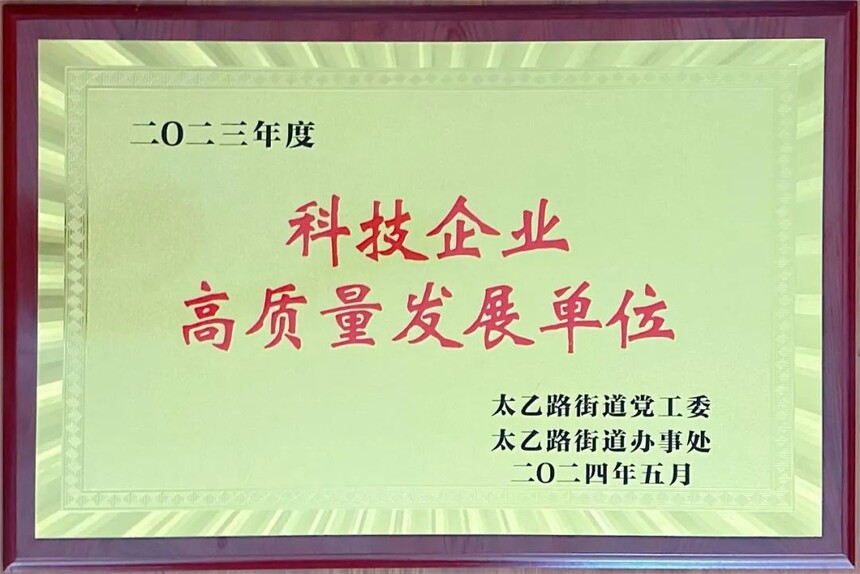 二〇二三年度
科技企业
高质量发展单位
太乙路街道党工委
太乙路街道办事处
二〇二四年五月